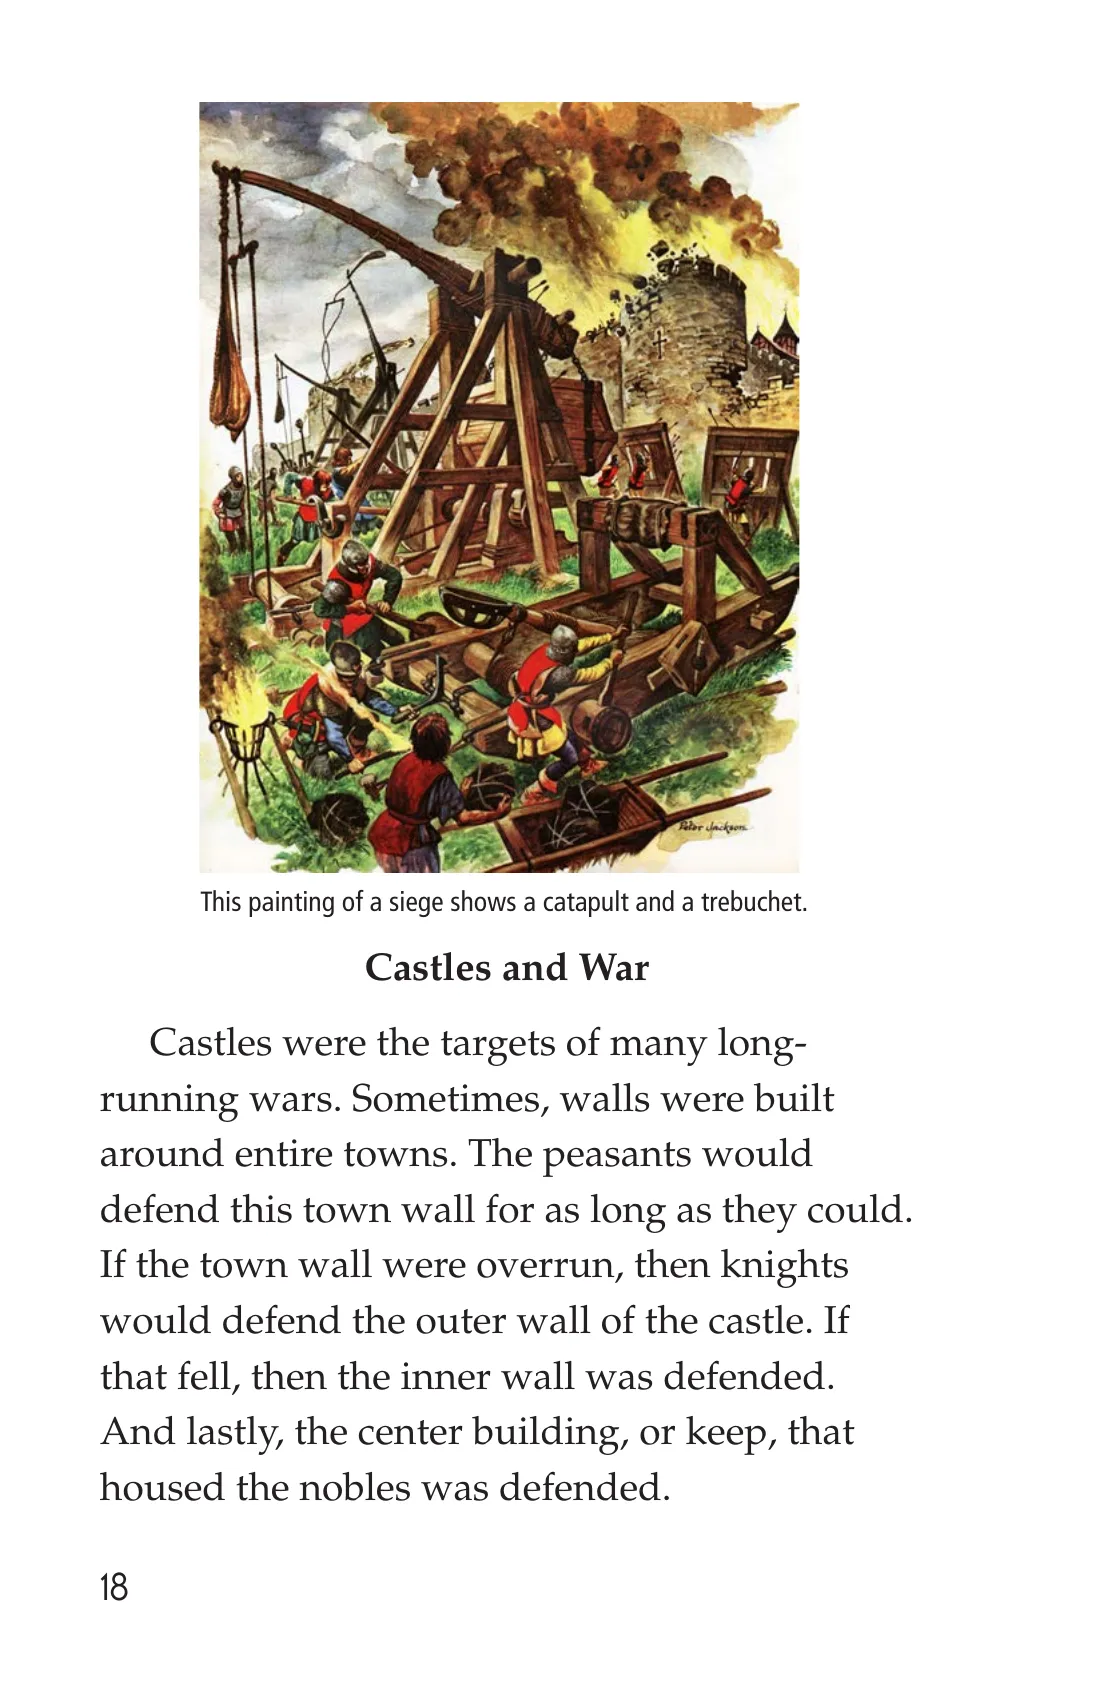 Peter Jackson
This painting of a siege shows a catapult and a trebuchet.
Castles and War
Castles were the targets of many long-
running wars. Sometimes, walls were built
around entire towns. The peasants would
defend this town wall for as long as they could.
If the town wall were overrun, then knights
would defend the outer wall of the castle. If
that fell, then the inner wall was defended.
And lastly, the center building, or keep, that
housed the nobles was defended.
18